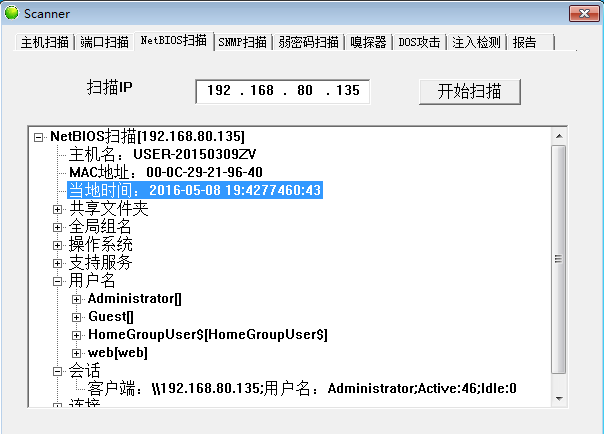 Scanner
主机扫描 端口扫描 NetBIOS扫描 SNMP扫描 弱密码扫描 嗅探器 DOS攻击 注入检测 报告
扫描IP 192 . 168 . 80 . 135 开始扫描
NetBIOS扫描[192.168.80.135]
主机名：USER-20150309ZV
MAC地址：00-0C-29-21-96-40
当地时间：2016-05-08 19:4277460:43
共享文件夹
全局组名
操作系统
支持服务
用户名
Administrator[]
Guest[]
HomeGroupUser$[HomeGroupUser$]
web[web]
会话
客户端：\\192.168.80.135;用户名：Administrator;Active:46;Idle:0
连接